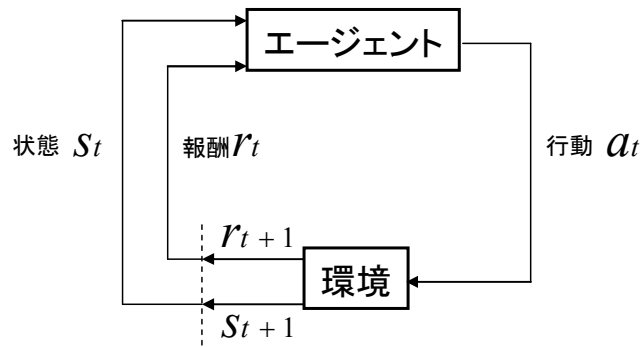 エージェント
状態 st
報酬rt
行動 at
rt + 1
環境
st + 1